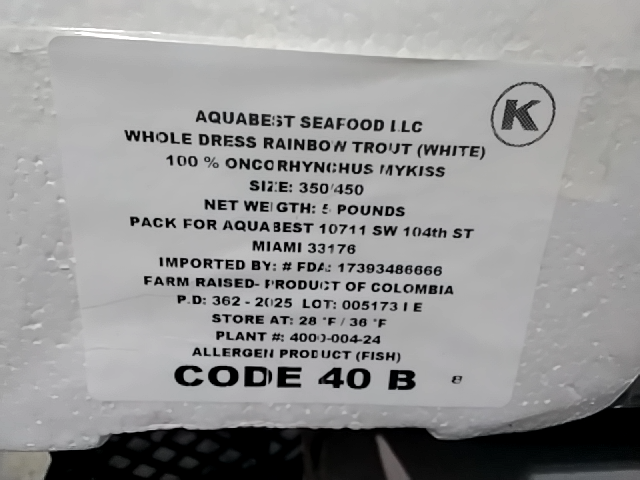 K
AQUABEST SEAFOOD LLC
WHOLE DRESS RAINBOW TROUT (WHITE)
100 % ONCORHYNCHUS MYKISS
SIZE: 350/450
NET WEIGTH: 5 POUNDS
PACK FOR AQUABEST 10711 SW 104th ST
MIAMI 33176
IMPORTED BY: # FDA: 17393486666
FARM RAISED- PRODUCT OF COLOMBIA
P.D: 362 - 2025 LOT: 005173
STORE AT: 28 °F / 36 °F
PLANT #: 4000-004-24
ALLERGEN PRODUCT (FISH)
CODE 40 B